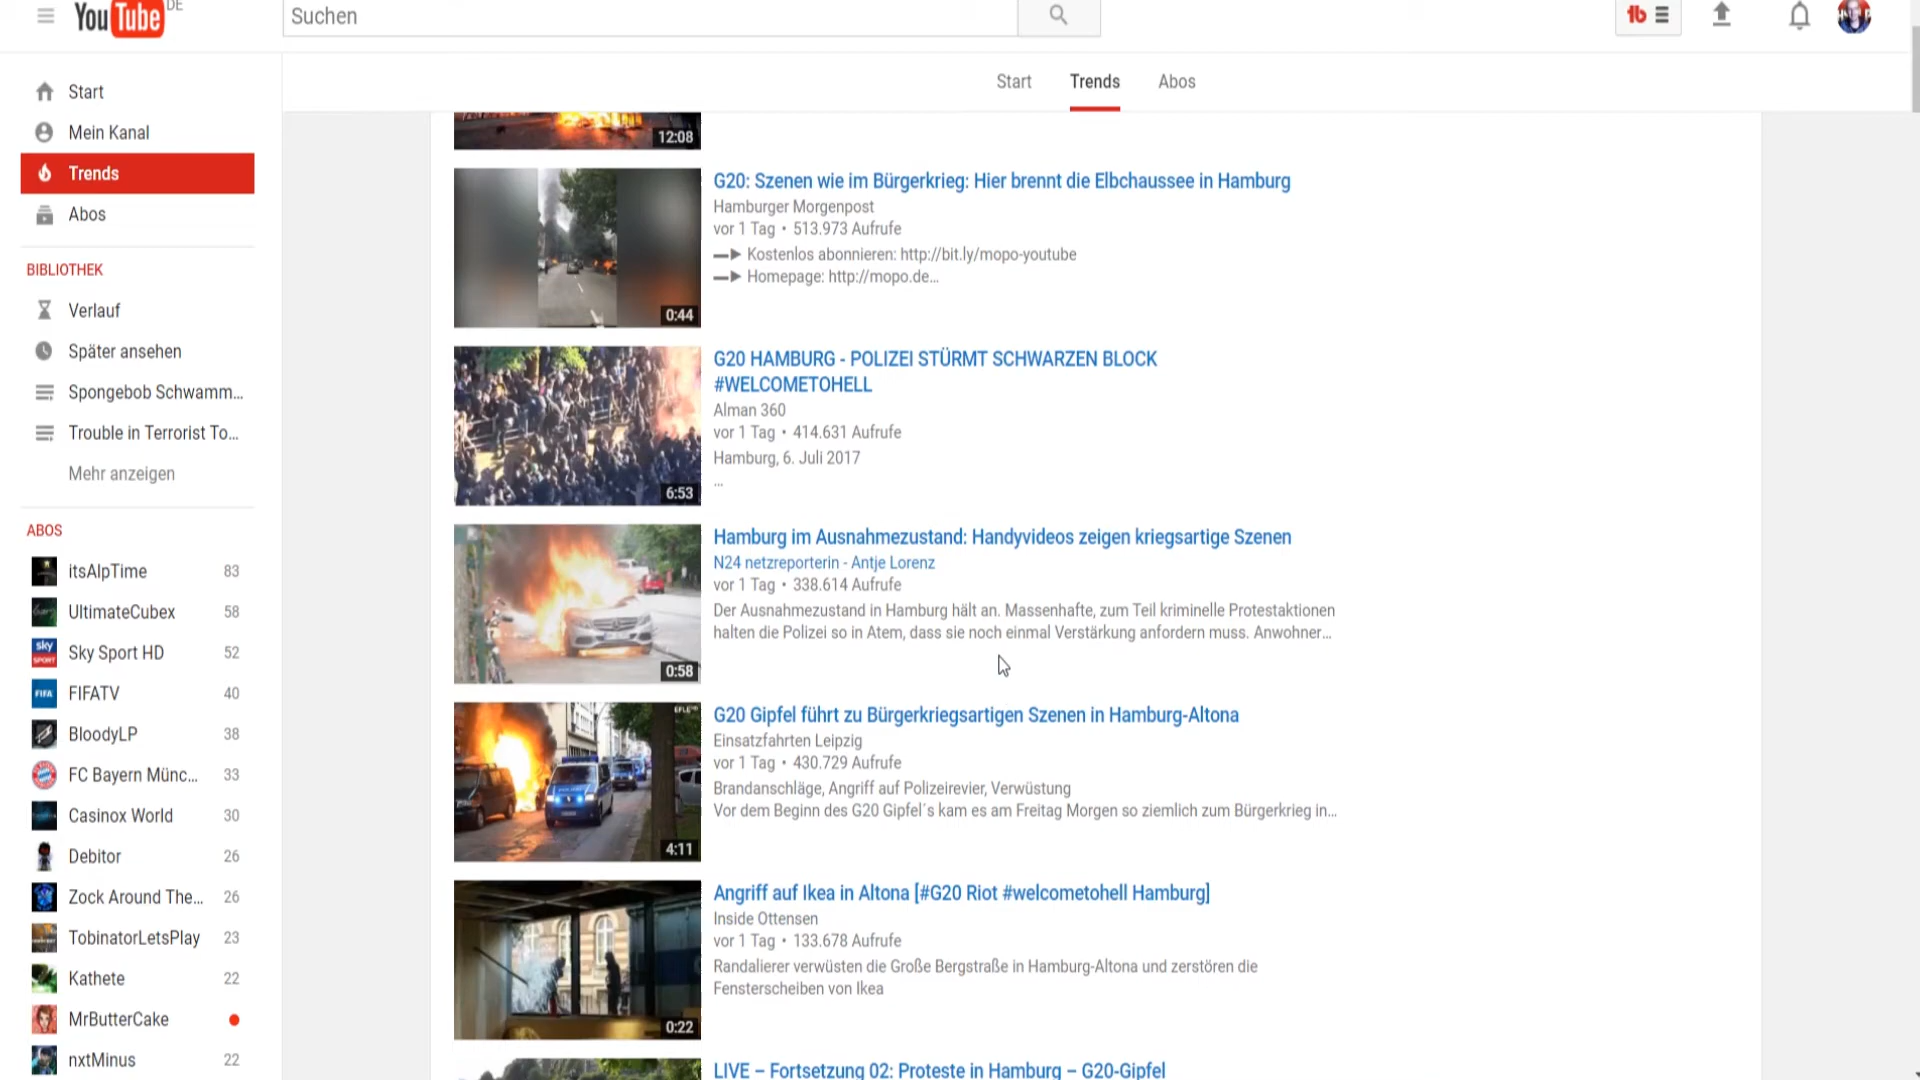 YouTube DE
Suchen
Start
Trends
Abos
Start
Mein Kanal
Trends
Abos
BIBLIOTHEK
Verlauf
Später ansehen
Spongebob Schwamm...
Trouble in Terrorist To...
Mehr anzeigen
ABOS
itsAlpTime 83
UltimateCubex 58
sky SPORT
Sky Sport HD 52
FIFA
FIFATV 40
BloodyLP 38
FC Bayern Münc... 33
Casinox World 30
Debitor 26
Zock Around The... 26
TobinatorLetsPlay 23
Kathete 22
MrButterCake
nxtMinus 22
12:08
G20: Szenen wie im Bürgerkrieg: Hier brennt die Elbchaussee in Hamburg
Hamburger Morgenpost
vor 1 Tag • 513.973 Aufrufe
Kostenlos abonnieren: http://bit.ly/mopo-youtube
Homepage: http://mopo.de...
0:44
G20 HAMBURG - POLIZEI STÜRMT SCHWARZEN BLOCK
#WELCOMETOHELL
Alman 360
vor 1 Tag • 414.631 Aufrufe
Hamburg, 6. Juli 2017
...
6:53
Hamburg im Ausnahmezustand: Handyvideos zeigen kriegsartige Szenen
N24 netzreporterin - Antje Lorenz
vor 1 Tag • 338.614 Aufrufe
Der Ausnahmezustand in Hamburg hält an. Massenhafte, zum Teil kriminelle Protestaktionen
halten die Polizei so in Atem, dass sie noch einmal Verstärkung anfordern muss. Anwohner...
0:58
G20 Gipfel führt zu Bürgerkriegsartigen Szenen in Hamburg-Altona
Einsatzfahrten Leipzig
vor 1 Tag • 430.729 Aufrufe
Brandanschläge, Angriff auf Polizeirevier, Verwüstung
Vor dem Beginn des G20 Gipfel´s kam es am Freitag Morgen so ziemlich zum Bürgerkrieg in...
4:11
Angriff auf Ikea in Altona [#G20 Riot #welcometohell Hamburg]
Inside Ottensen
vor 1 Tag • 133.678 Aufrufe
Randalierer verwüsten die Große Bergstraße in Hamburg-Altona und zerstören die
Fensterscheiben von Ikea
0:22
LIVE – Fortsetzung 02: Proteste in Hamburg – G20-Gipfel